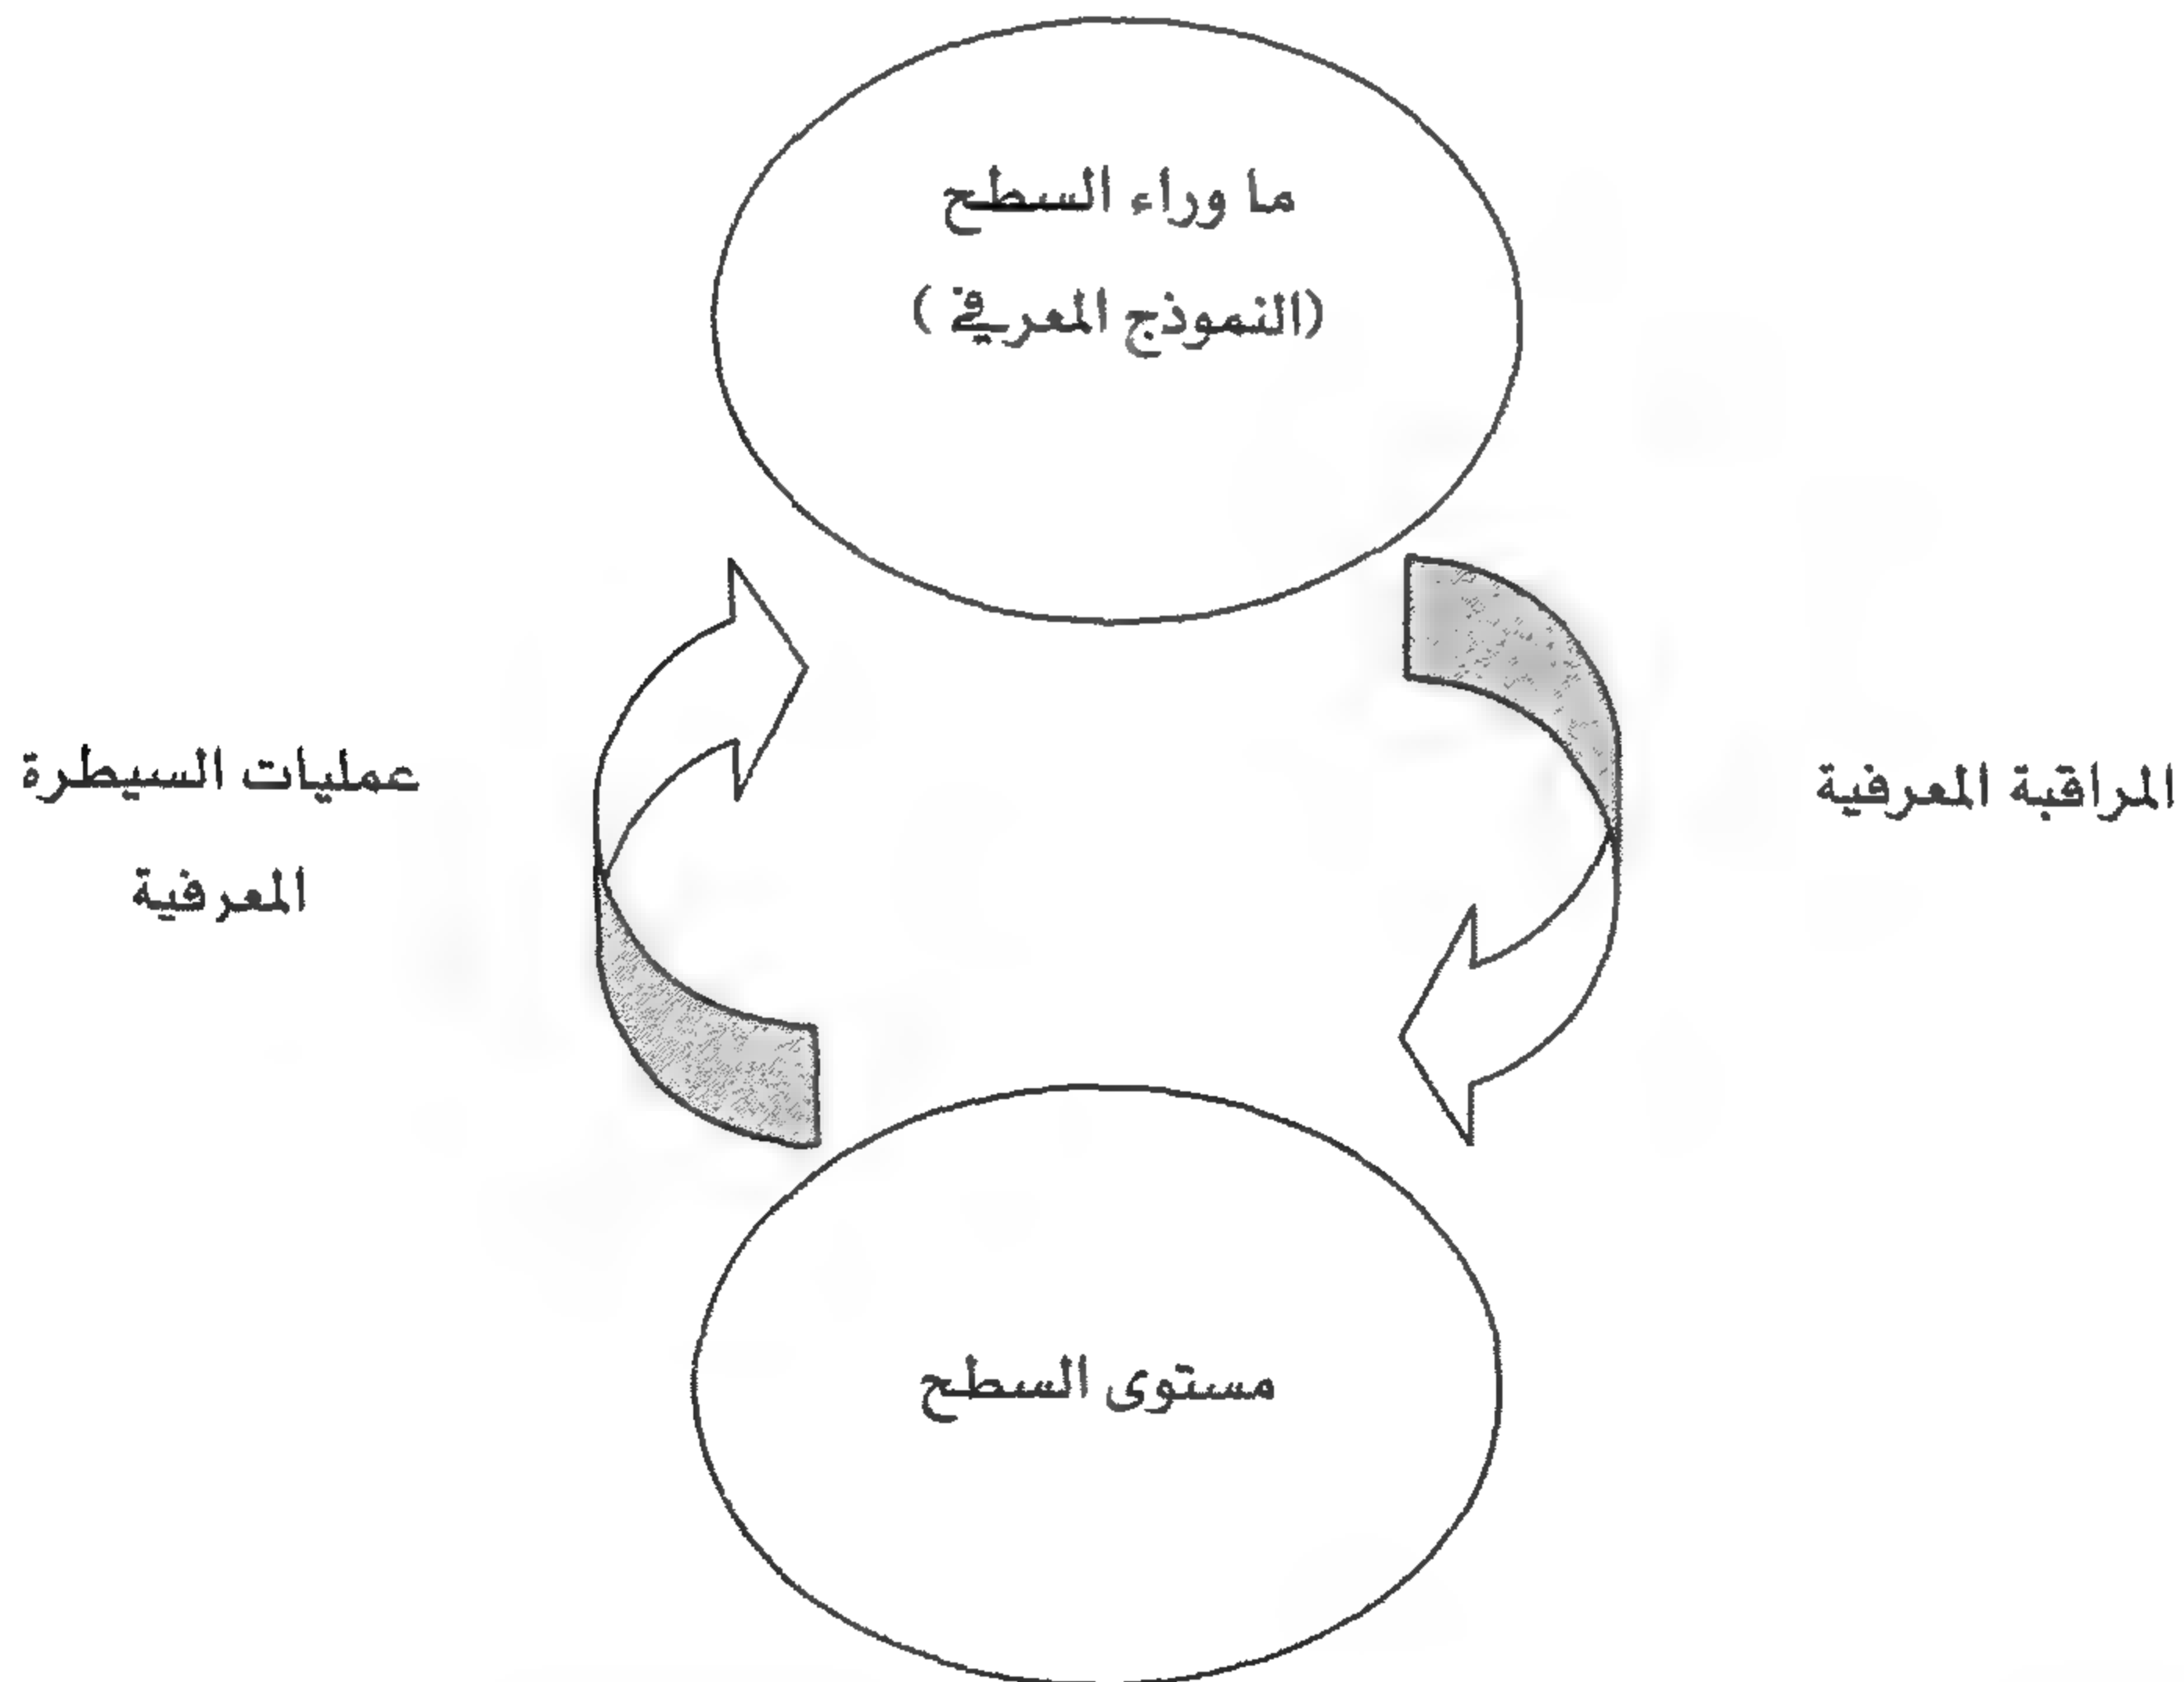 ما وراء السطح
(النموذج المعرفي )
المراقبة المعرفية
عمليات السيطرة
المعرفية
مستوى السطح